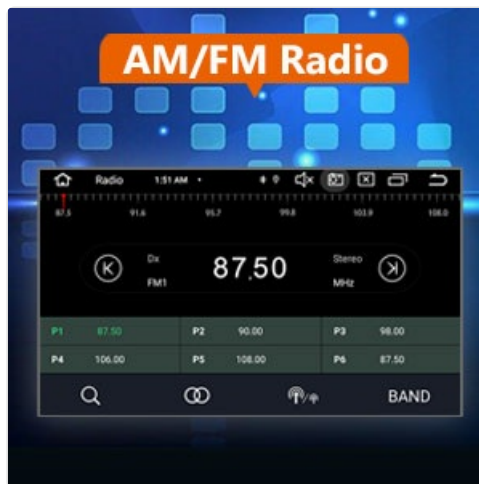 AM/FM Radio
Radio 1:51 AM
87.5 91.6 95.7 99.8 103.9 108.0
Dx 87.50 Stereo
FM1 MHz
P1 87.50 P2 90.00 P3 98.00
P4 106.00 P5 108.00 P6 87.50
BAND